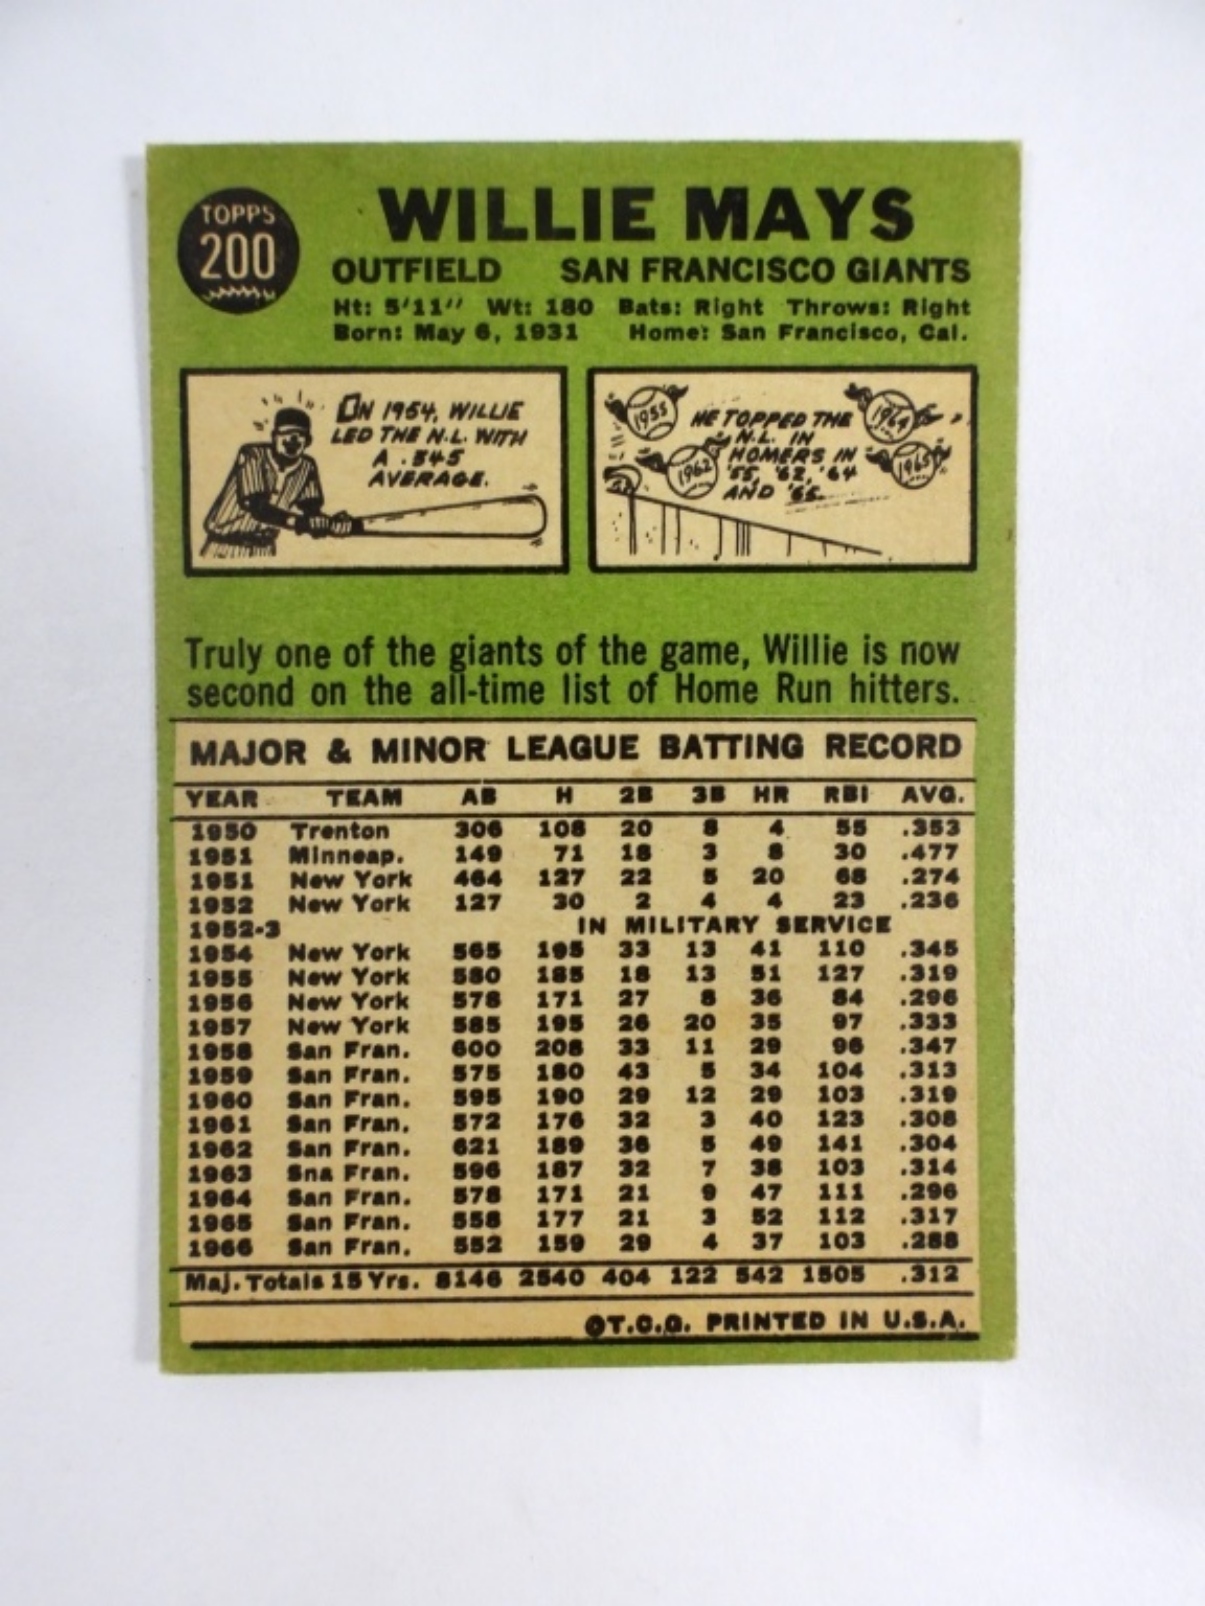 TOPPS
200
WILLIE MAYS
OUTFIELD SAN FRANCISCO GIANTS
Ht: 5'11" Wt: 180 Bats: Right Throws: Right
Born: May 6, 1931 Home: San Francisco, Cal.
ON 1954, WILLIE
LED THE N.L. WITH
A .345
AVERAGE.
1955
1962
1964
1965
HE TOPPED THE
N.L. IN
HOMERS IN
'55, '62, '64
AND '65.
Truly one of the giants of the game, Willie is now
second on the all-time list of Home Run hitters.
MAJOR & MINOR LEAGUE BATTING RECORD
YEAR TEAM AB H 2B 3B HR RBI AVG.
1950 Trenton 306 108 20 8 4 55 .353
1951 Minneap. 149 71 18 3 8 30 .477
1951 New York 464 127 22 5 20 68 .274
1952 New York 127 30 2 4 4 23 .236
1952-3 IN MILITARY SERVICE
1954 New York 565 195 33 13 41 110 .345
1955 New York 580 185 18 13 51 127 .319
1956 New York 578 171 27 8 36 84 .296
1957 New York 585 195 26 20 35 97 .333
1958 San Fran. 600 208 33 11 29 96 .347
1959 San Fran. 575 180 43 5 34 104 .313
1960 San Fran. 595 190 29 12 29 103 .319
1961 San Fran. 572 176 32 3 40 123 .308
1962 San Fran. 621 189 36 5 49 141 .304
1963 Sna Fran. 596 187 32 7 38 103 .314
1964 San Fran. 578 171 21 9 47 111 .296
1965 San Fran. 558 177 21 3 52 112 .317
1966 San Fran. 552 159 29 4 37 103 .288
Maj. Totals 15 Yrs. 8146 2540 404 122 542 1505 .312
©T.C.G. PRINTED IN U.S.A.